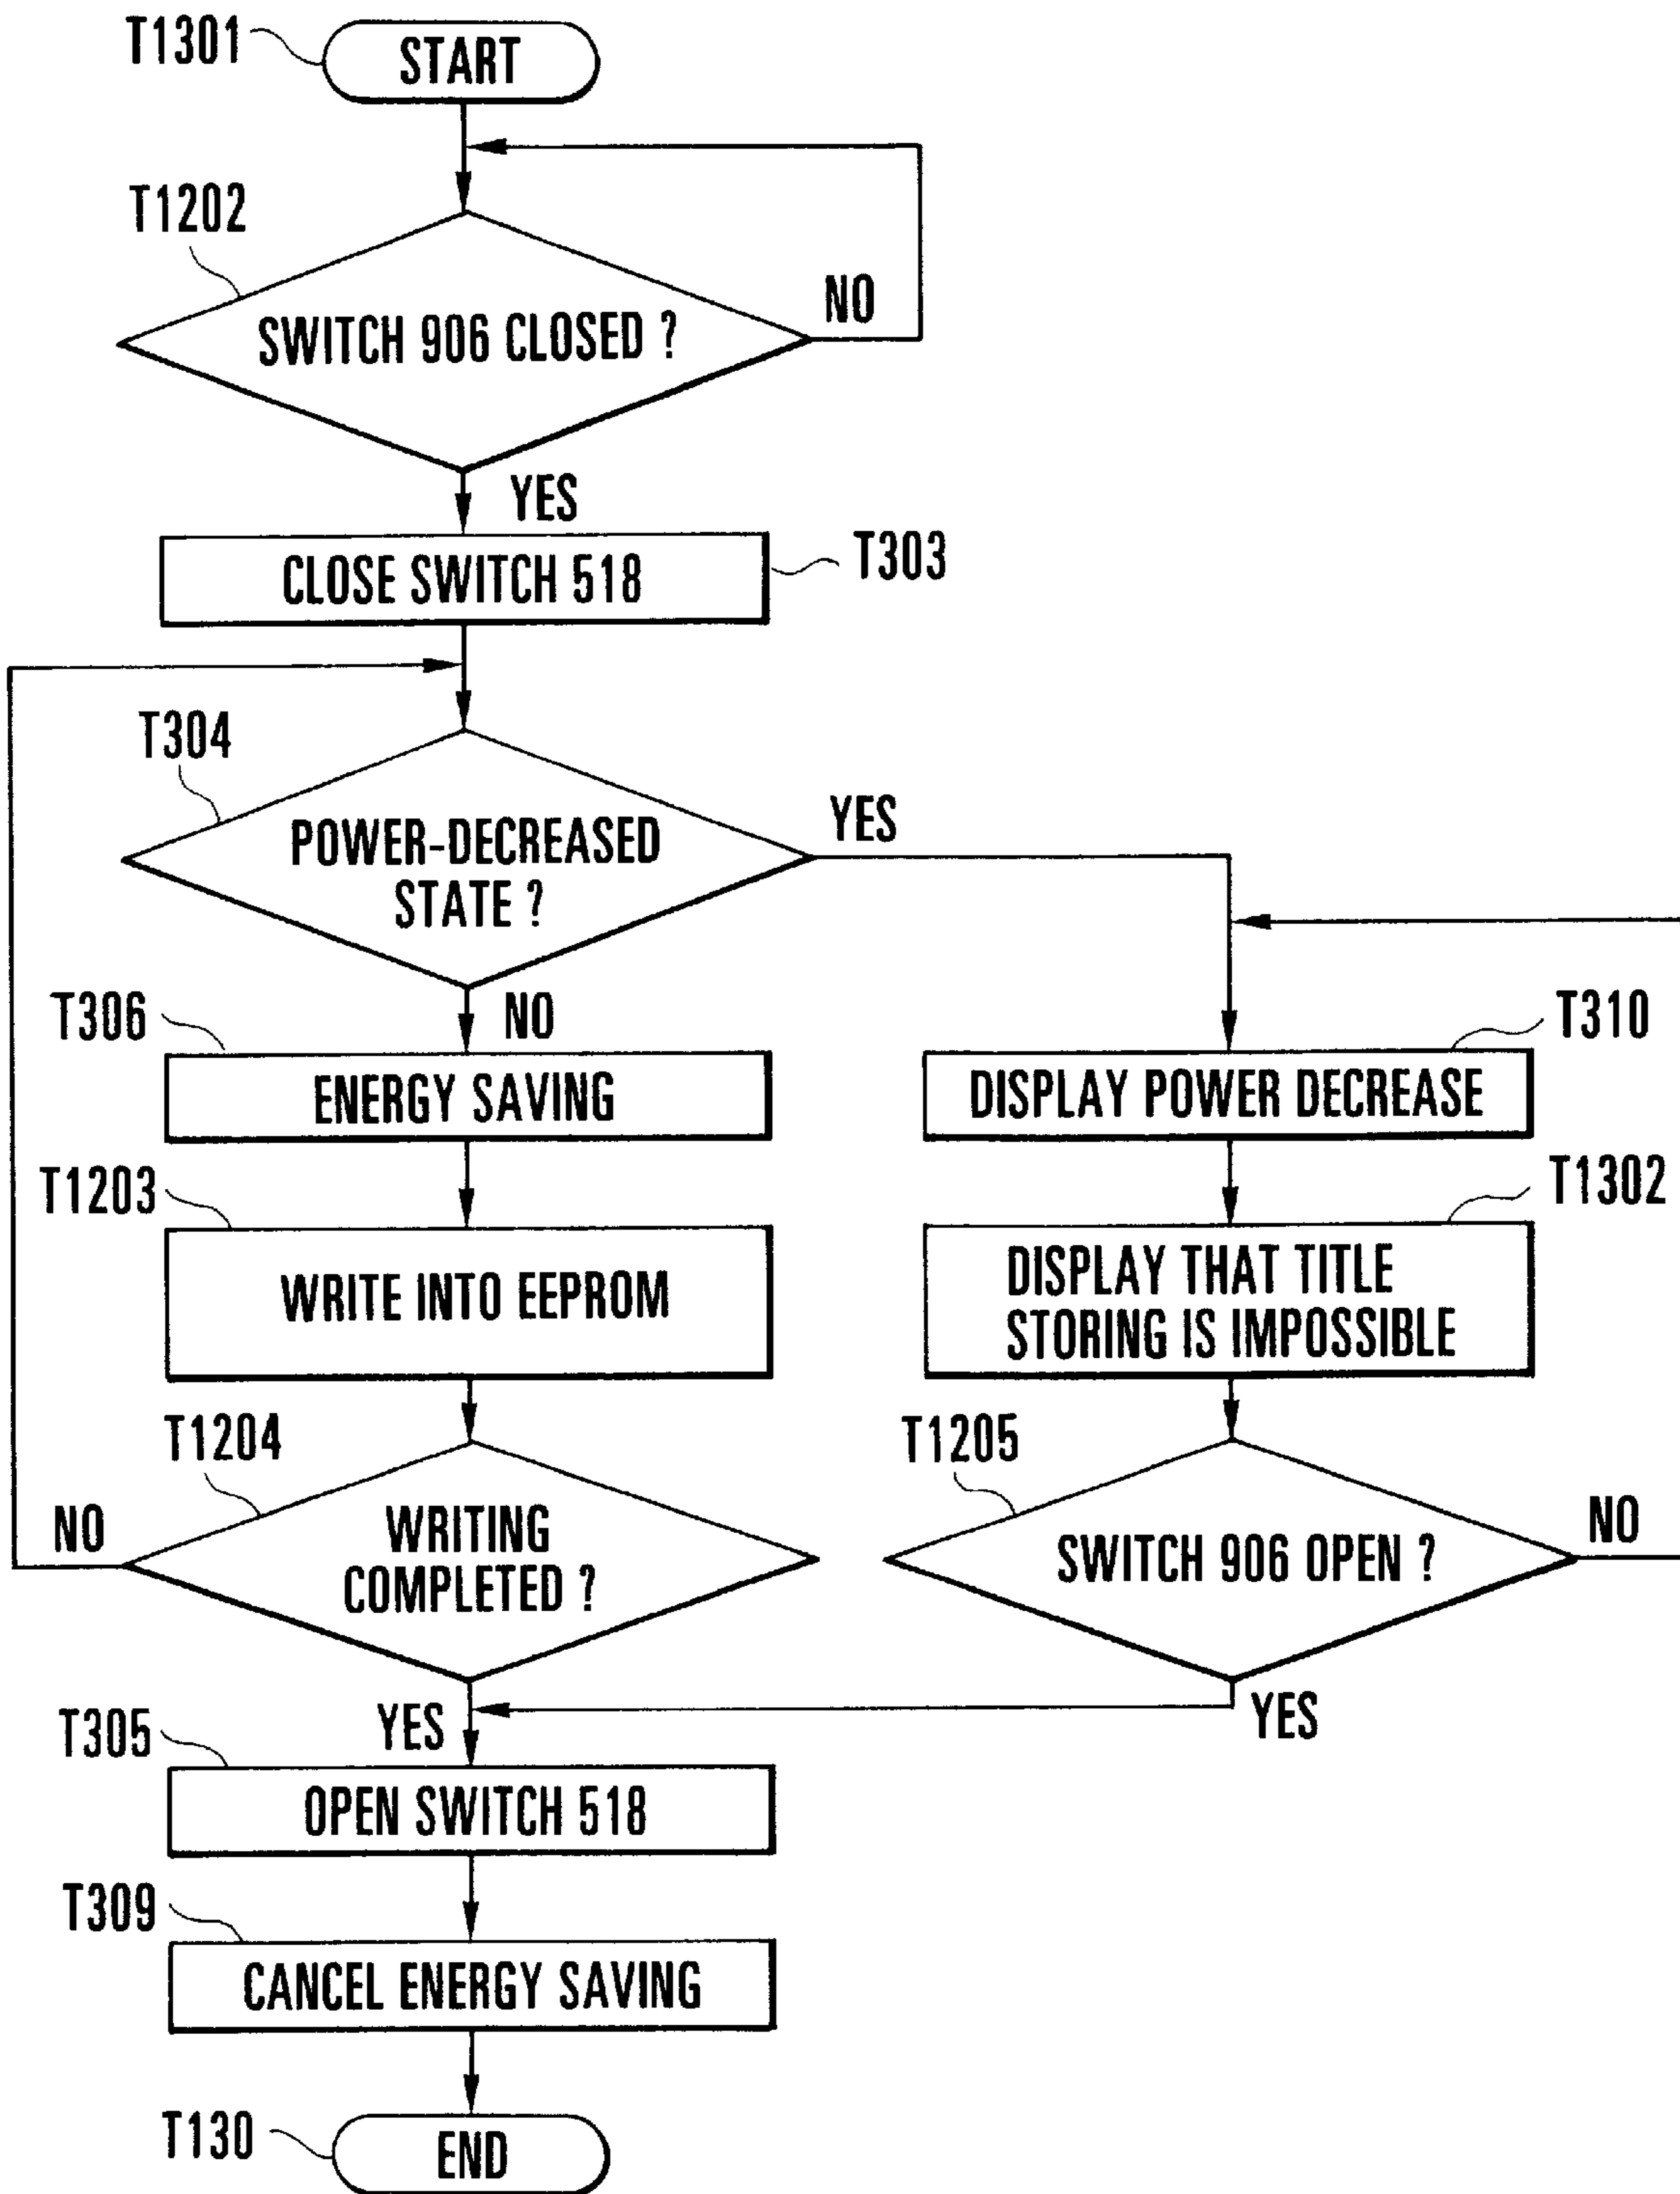 T1301
START
T1202
SWITCH 906 CLOSED ?
NO
YES
CLOSE SWITCH 518
T303
T304
POWER-DECREASED
STATE ?
YES
NO
T306
ENERGY SAVING
T310
DISPLAY POWER DECREASE
T1203
WRITE INTO EEPROM
T1302
DISPLAY THAT TITLE
STORING IS IMPOSSIBLE
T1204
WRITING
COMPLETED ?
NO
YES
T1205
SWITCH 906 OPEN ?
NO
YES
T305
OPEN SWITCH 518
T309
CANCEL ENERGY SAVING
T130
END